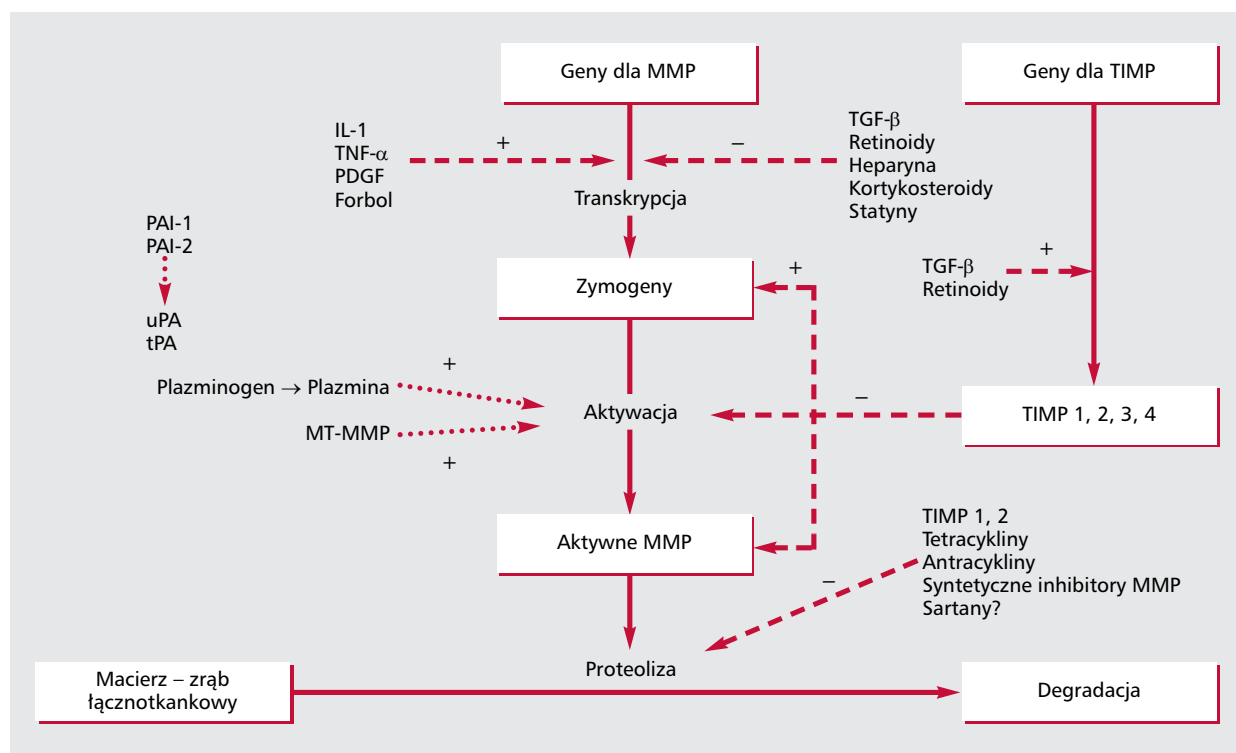 Geny dla MMP
Geny dla TIMP
IL-1
TNF-α
PDGF
Forbol
+
−
TGF-β
Retinoidy
Heparyna
Kortykosteroidy
Statyny
Transkrypcja
PAI-1
PAI-2
uPA
tPA
Zymogeny
+
TGF-β
Retinoidy
+
Plazminogen → Plazmina
+
MT-MMP
+
Aktywacja
−
TIMP 1, 2, 3, 4
Aktywne MMP
TIMP 1, 2
Tetracykliny
Antracykliny
Syntetyczne inhibitory MMP
Sartany?
−
Proteoliza
Macierz – zrąb
łącznotkankowy
Degradacja